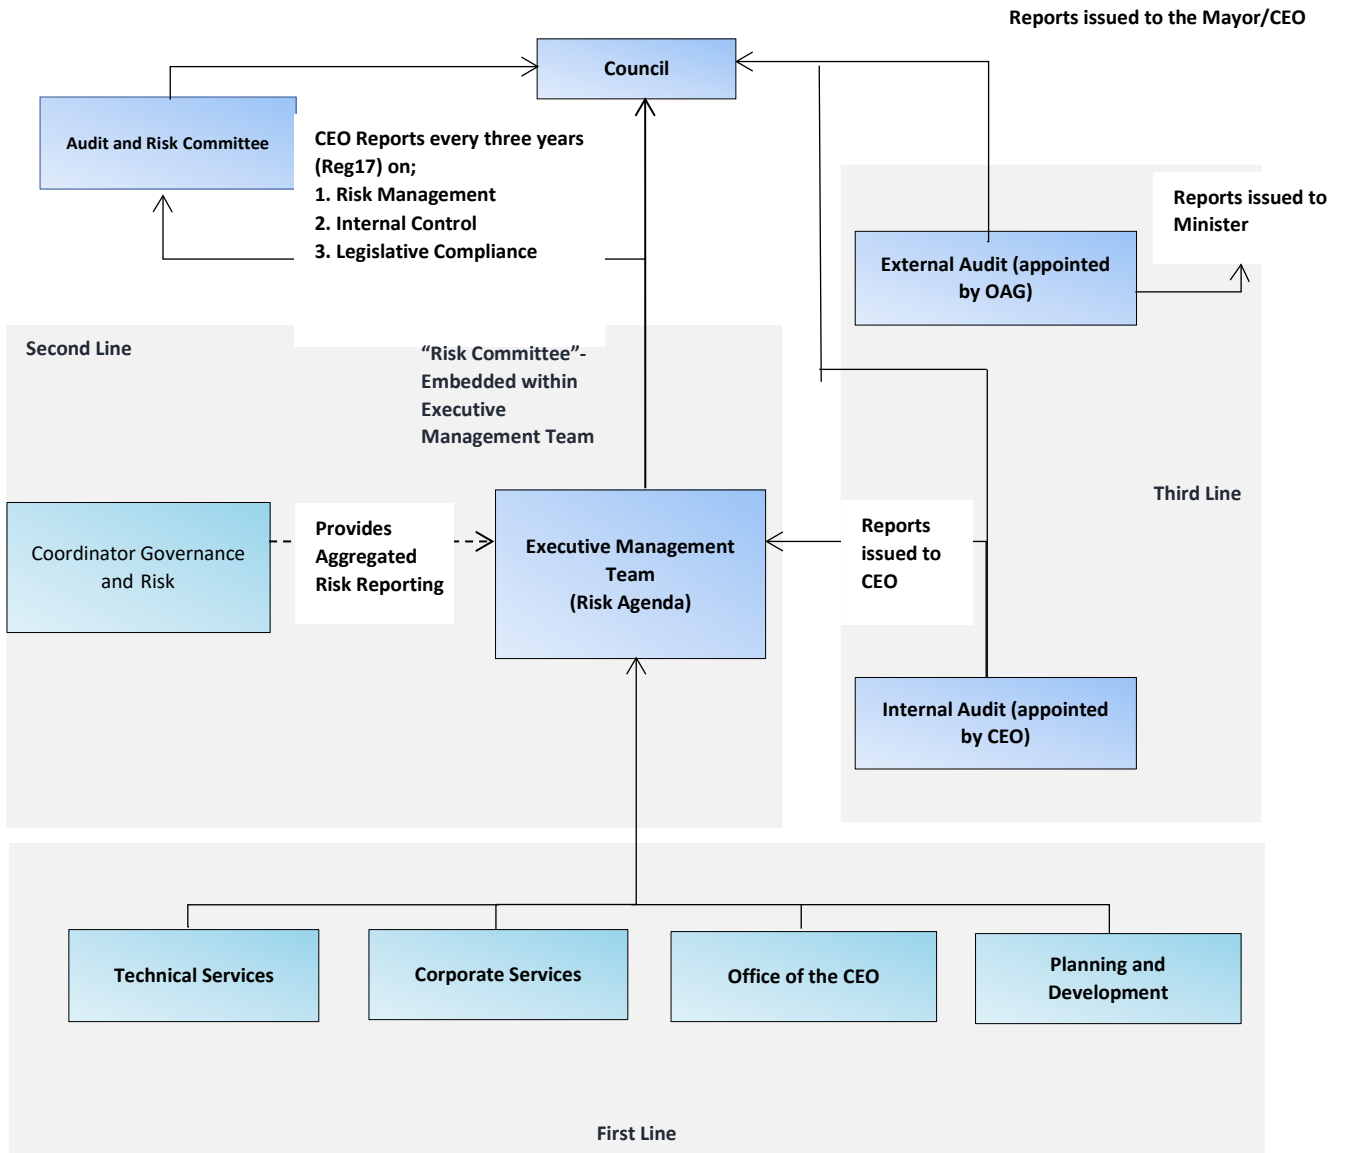 Reports issued to the Mayor/CEO
Council
Audit and Risk Committee
CEO Reports every three years
(Reg17) on;
1. Risk Management
2. Internal Control
3. Legislative Compliance
Reports issued to
Minister
External Audit (appointed
by OAG)
Second Line
“Risk Committee”-
Embedded within
Executive
Management Team
Third Line
Coordinator Governance
and Risk
Provides
Aggregated
Risk Reporting
Executive Management
Team
(Risk Agenda)
Reports
issued to
CEO
Internal Audit (appointed
by CEO)
Technical Services
Corporate Services
Office of the CEO
Planning and
Development
First Line